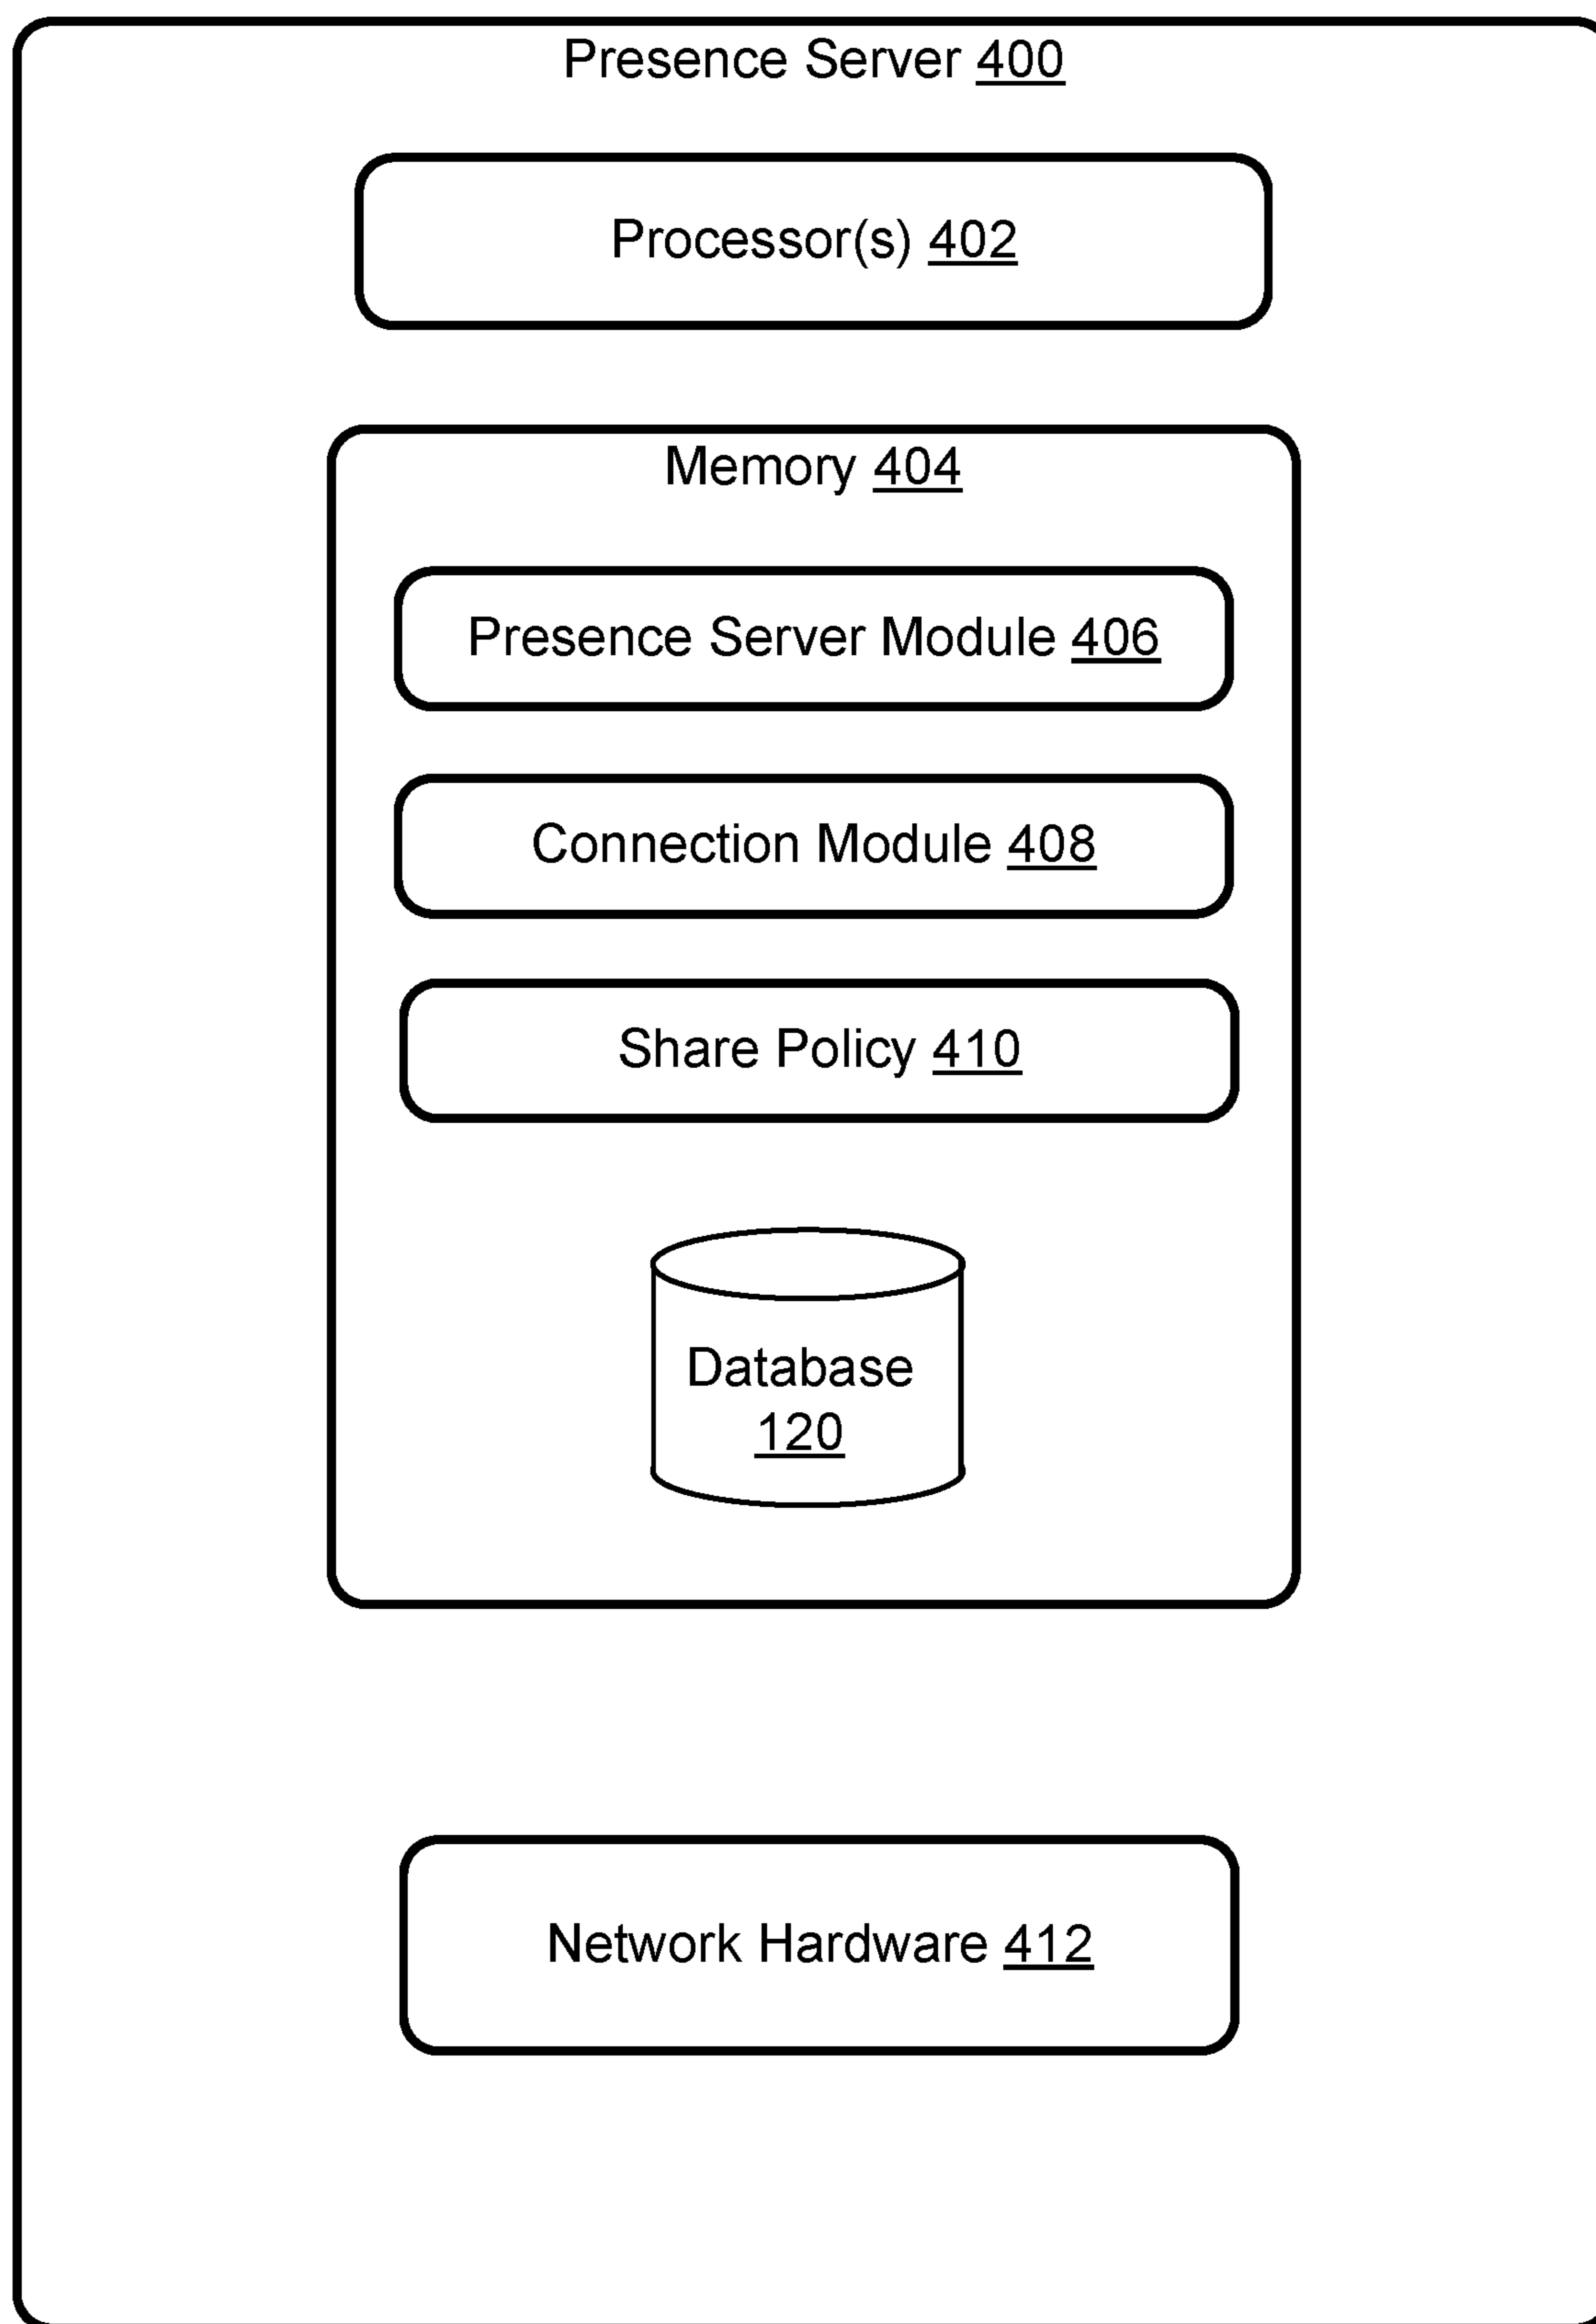 Presence Server 400
Processor(s) 402
Memory 404
Presence Server Module 406
Connection Module 408
Share Policy 410
Database
120
Network Hardware 412